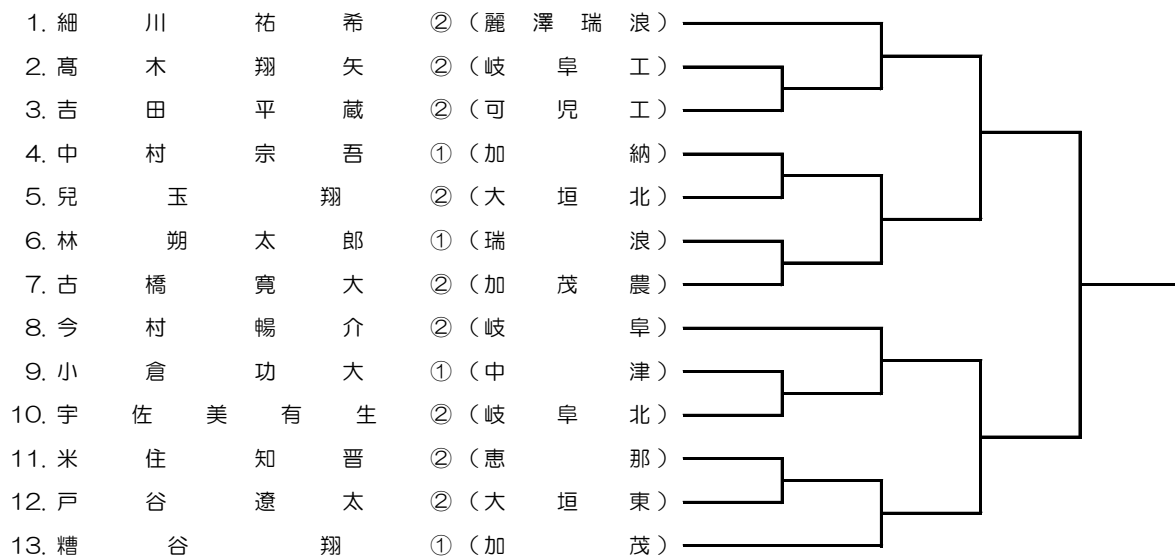 1. 細川祐希 ② （麗澤瑞浪）
2.髙木翔矢 ② （岐阜工）
3. 吉田平蔵 ② （可児工）
4. 中村宗吾 ① （加納）
5. 兒玉翔 ② （大垣北）
6. 林朔太郎 ① （瑞浪）
7. 古橋寛大 ② （加茂農）
8. 今村暢介 ② （岐阜）
9. 小倉功大 ① （中津）
10. 宇佐美有生 ② （岐阜北）
11. 米住知晋 ② （恵那）
12. 戸谷遼太 ② （大垣東）
13. 糟谷翔 ① （加茂）